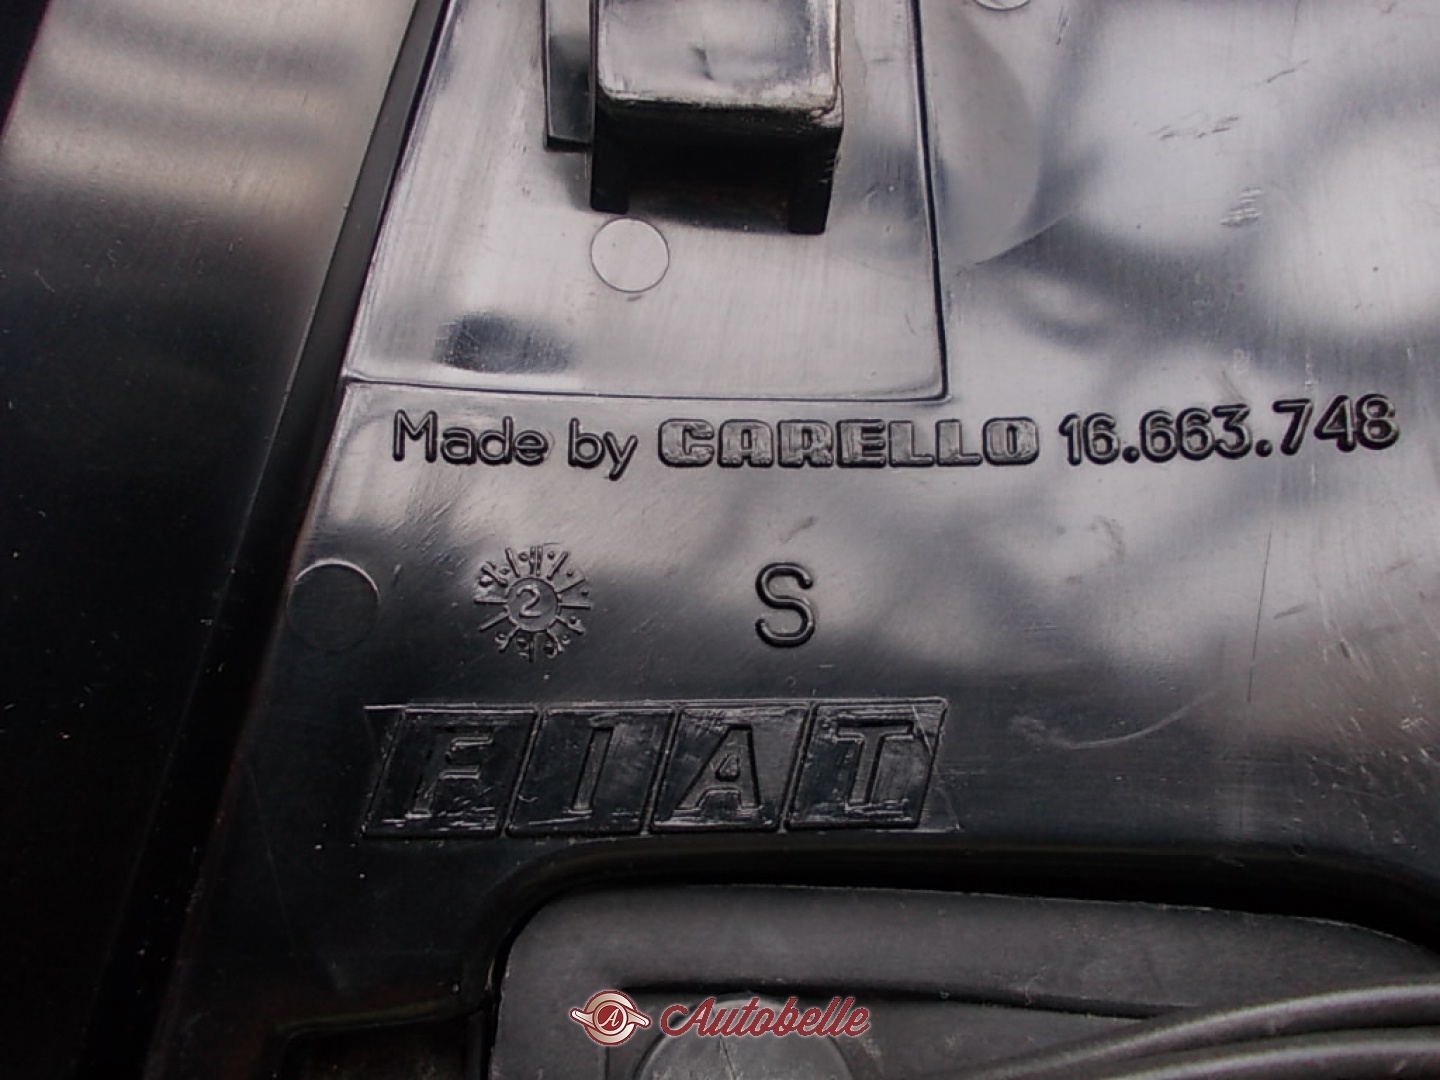 Made by CARELLO 16.663.748
2
S
FIAT
A Autobelle